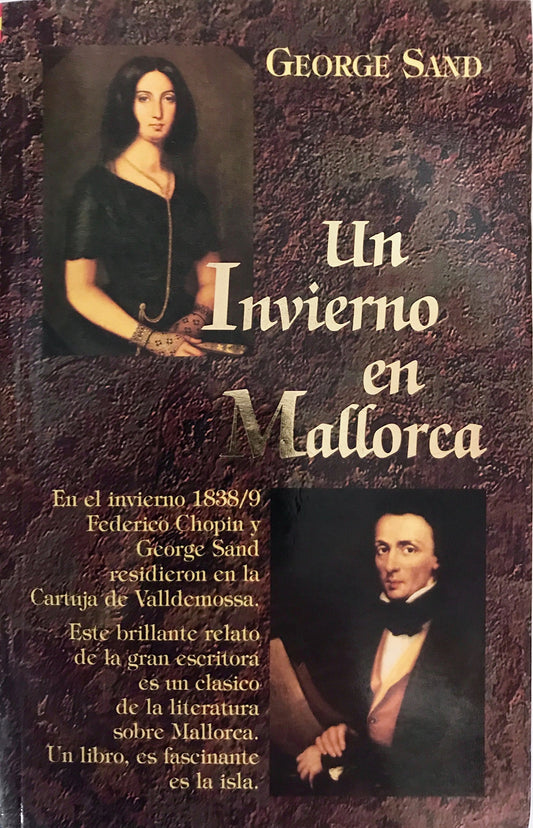 GEORGE SAND
Un
Invierno
en
Mallorca
En el invierno 1838/9
Federico Chopin y
George Sand
residieron en la
Cartuja de Valldemossa.
Este brillante relato
de la gran escritora
es un clasico
de la literatura
sobre Mallorca.
Un libro, es fascinante
es la isla.